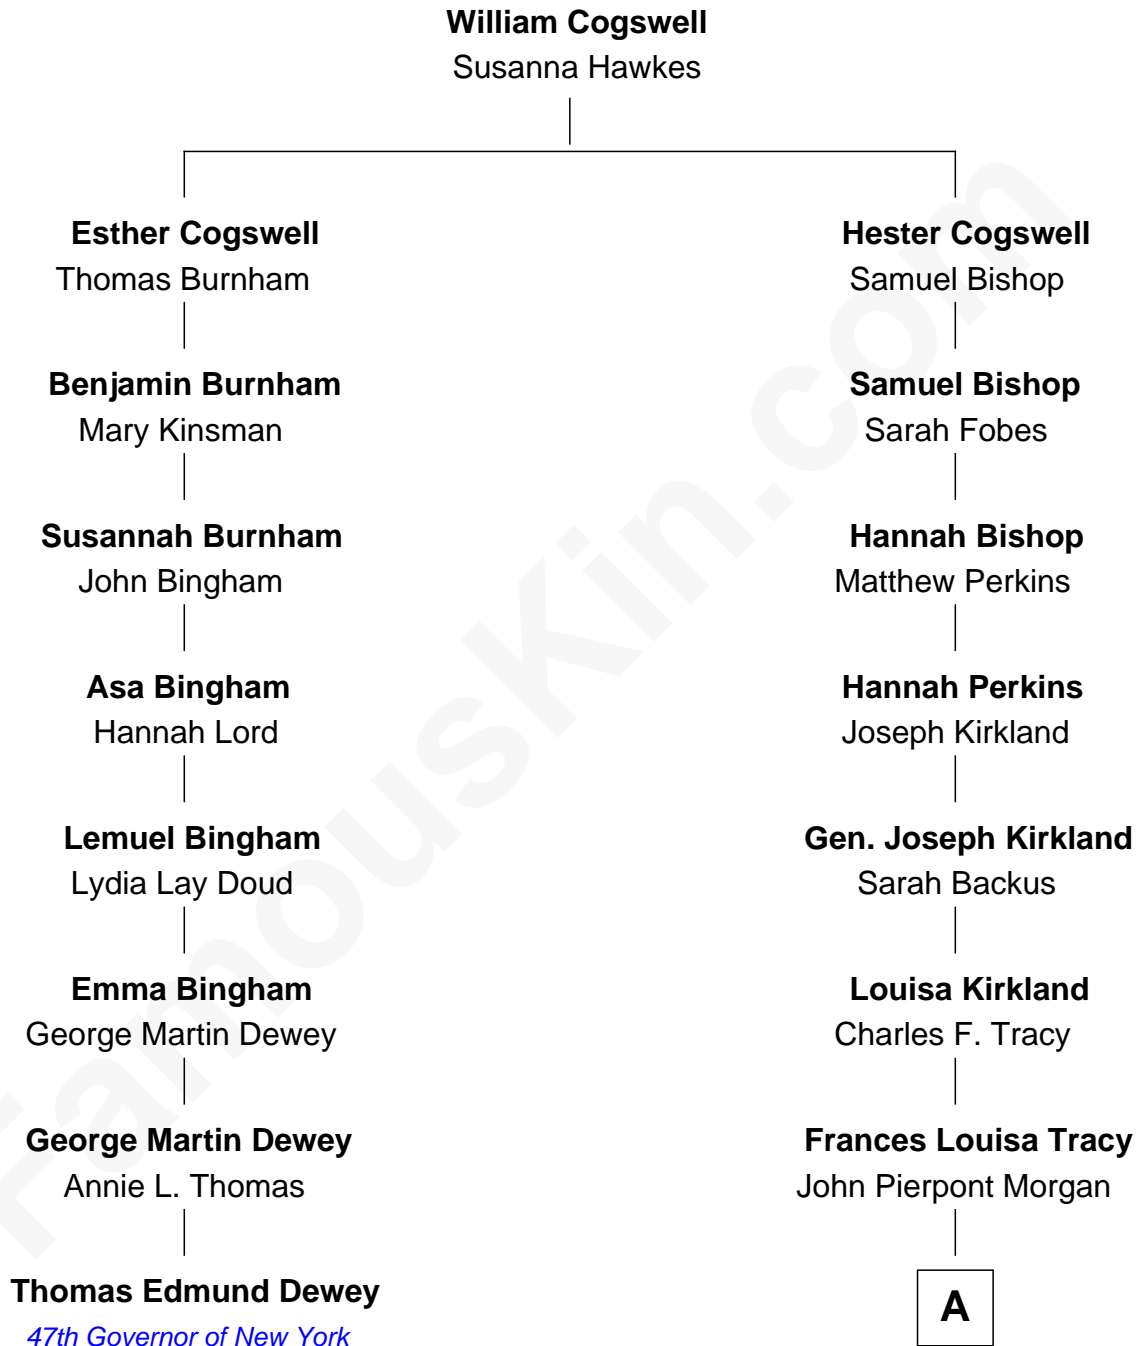 William Cogswell
Susanna Hawkes
Esther Cogswell
Thomas Burnham
Hester Cogswell
Samuel Bishop
Benjamin Burnham
Mary Kinsman
Samuel Bishop
Sarah Fobes
Susannah Burnham
John Bingham
Hannah Bishop
Matthew Perkins
Asa Bingham
Hannah Lord
Hannah Perkins
Joseph Kirkland
Lemuel Bingham
Lydia Lay Doud
Gen. Joseph Kirkland
Sarah Backus
Emma Bingham
George Martin Dewey
Louisa Kirkland
Charles F. Tracy
George Martin Dewey
Annie L. Thomas
Frances Louisa Tracy
John Pierpont Morgan
Thomas Edmund Dewey
47th Governor of New York
A
FamousKin.com